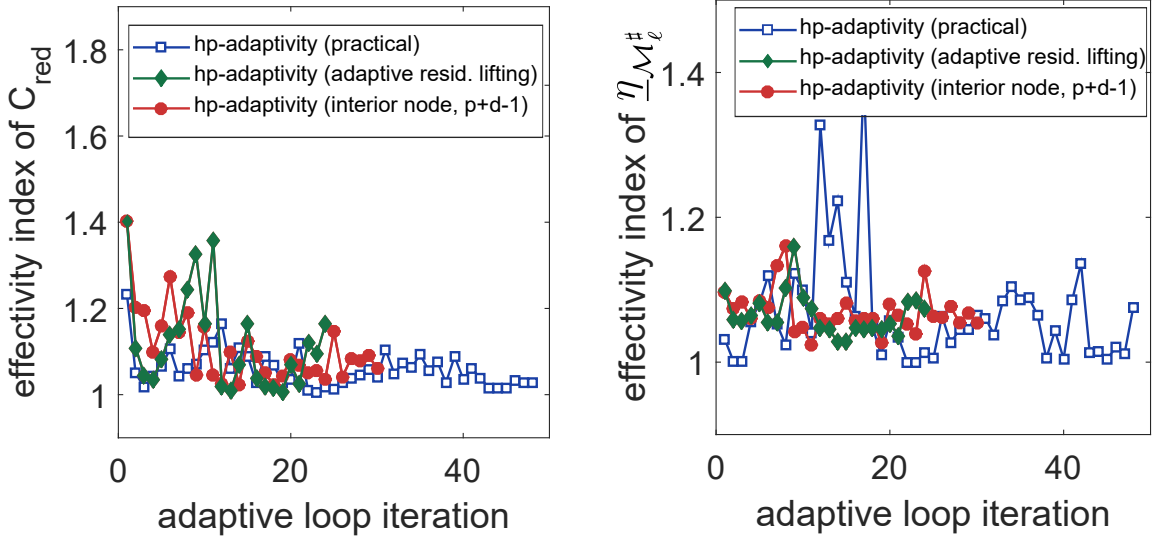 effectivity index of C_red
1.8
1.6
1.4
1.2
1
0
20
40
adaptive loop iteration
hp-adaptivity (practical)
hp-adaptivity (adaptive resid. lifting)
hp-adaptivity (interior node, p+d-1)
effectivity index of η_ℳ_ℓ^♯
1.4
1.2
1
0
20
40
adaptive loop iteration
hp-adaptivity (practical)
hp-adaptivity (adaptive resid. lifting)
hp-adaptivity (interior node, p+d-1)